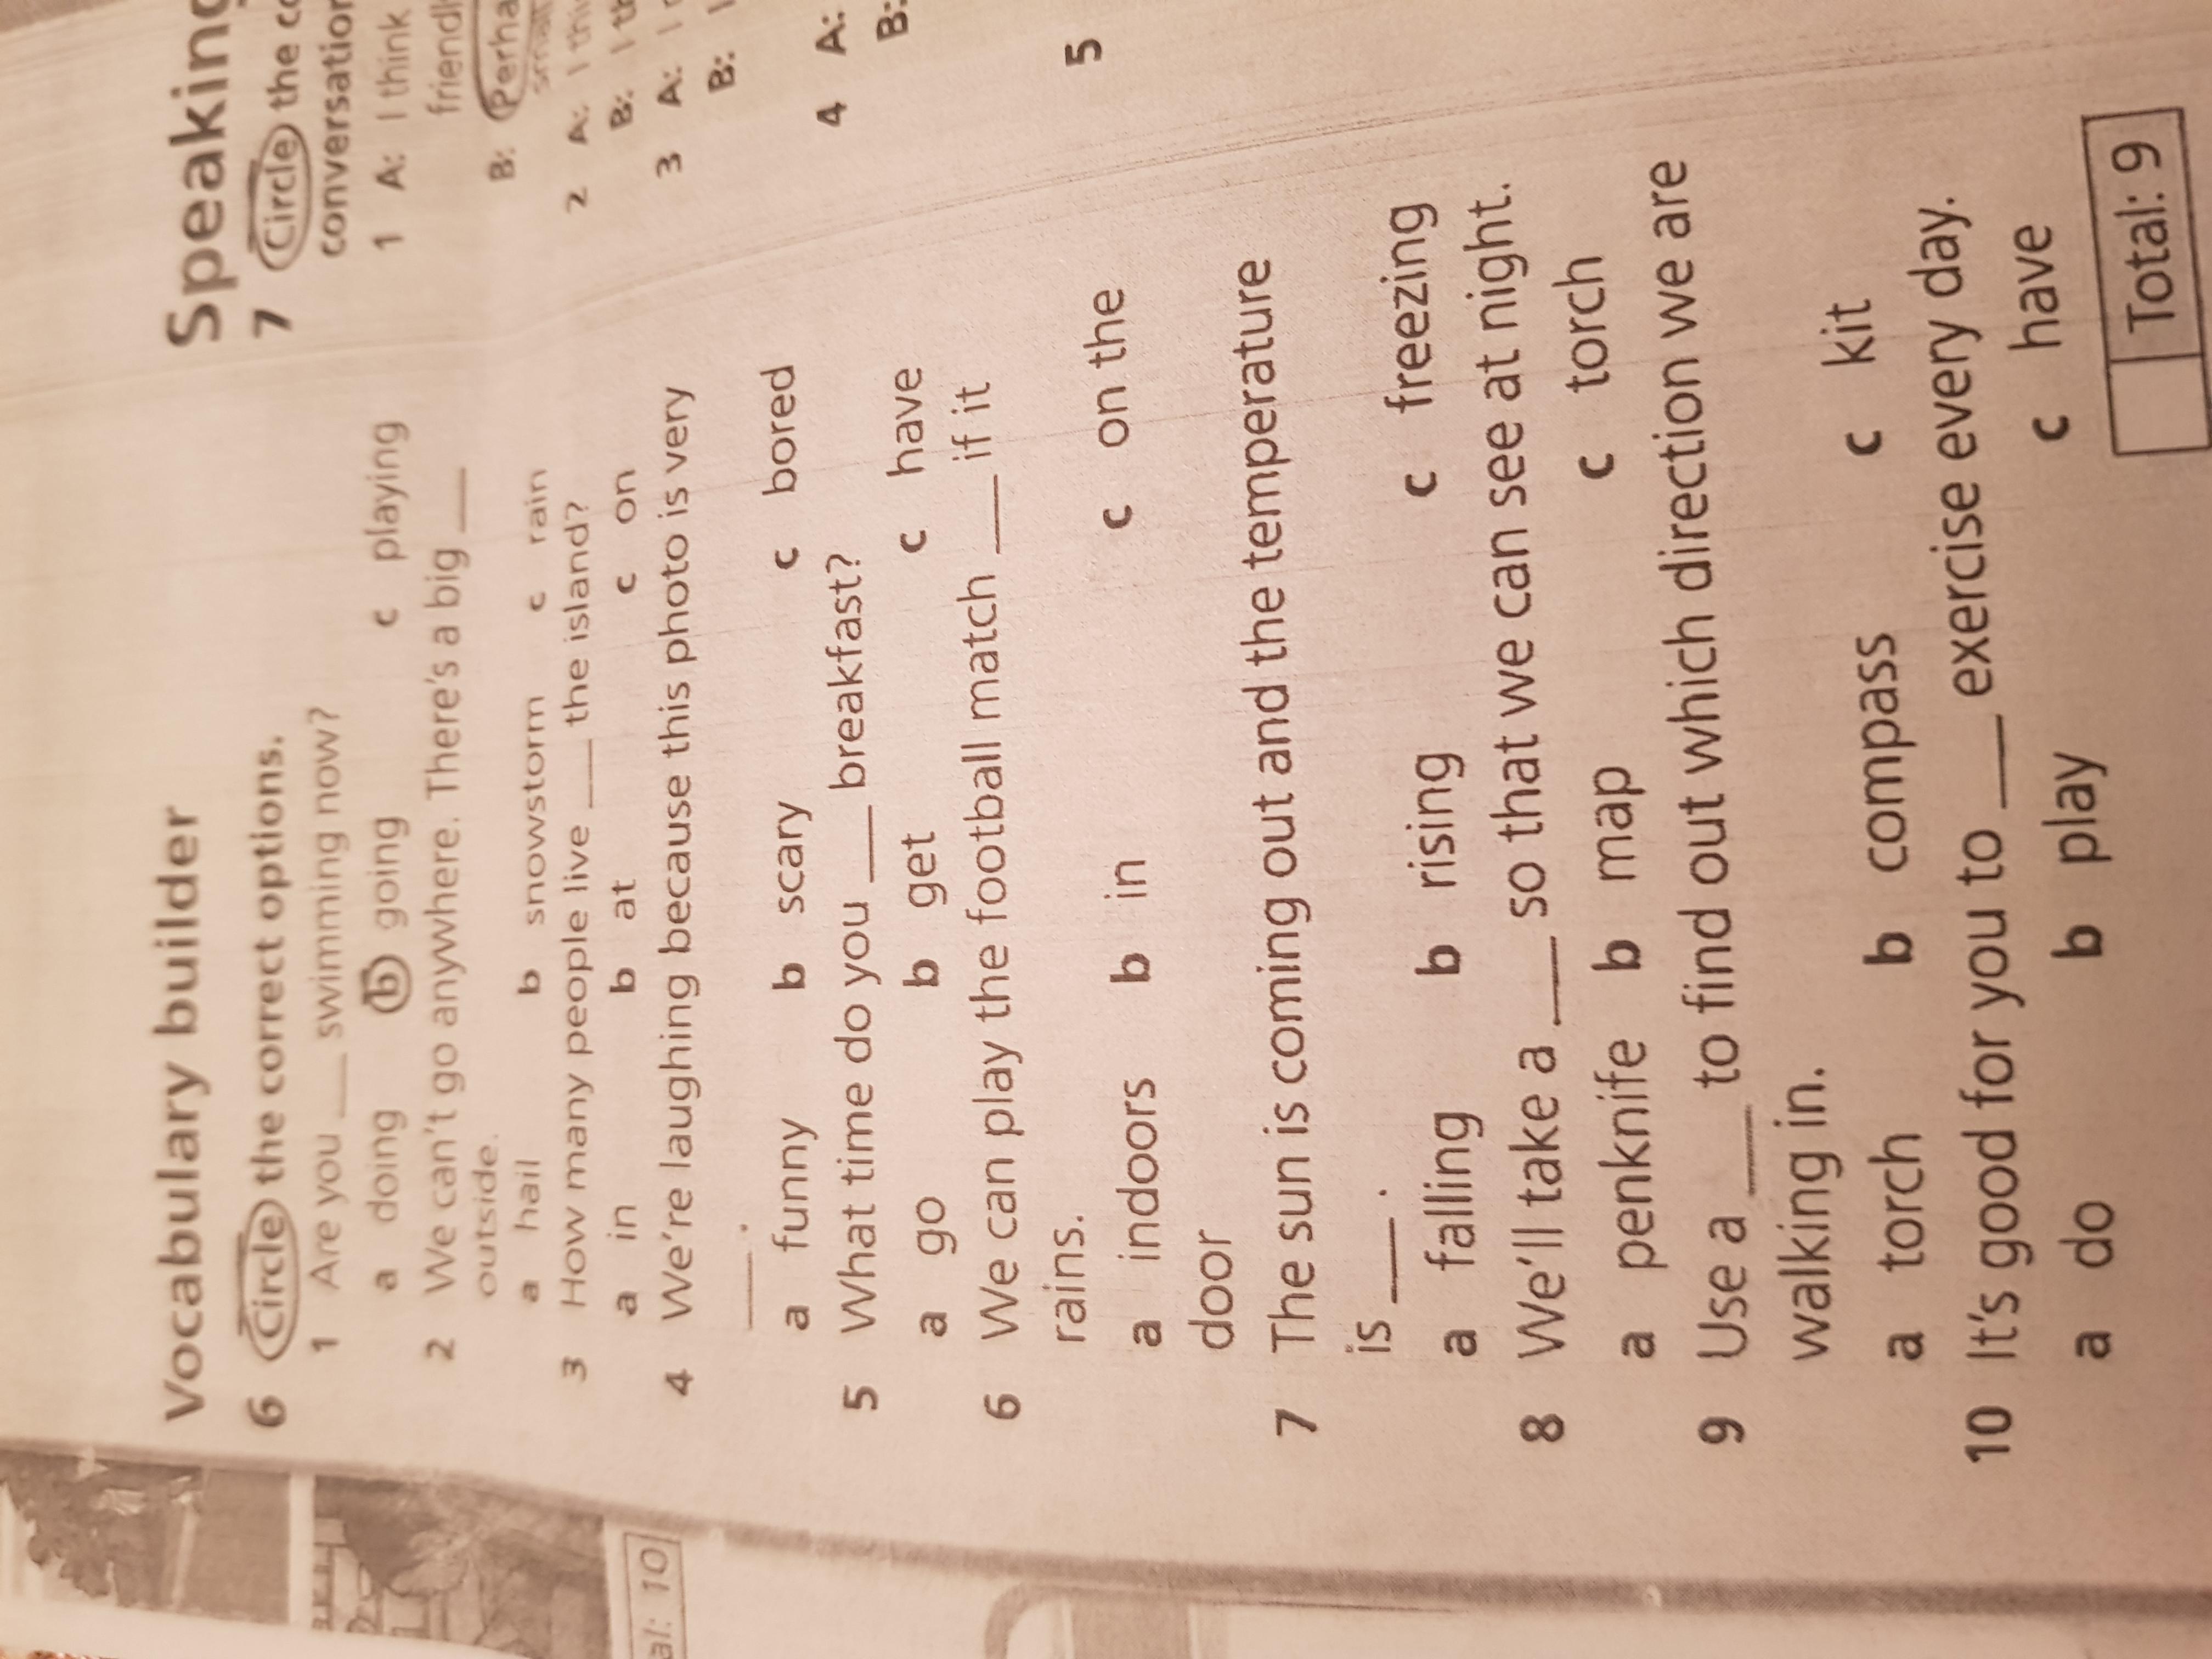 Vocabulary builder
6 Circle the correct options.
1 Are you ___ swimming now?
a doing b going c playing
2 We can't go anywhere. There's a big ___
outside.
a hail b snowstorm c rain
3 How many people live ___ the island?
a in b at c on
4 We're laughing because this photo is very
___.
a funny b scary c bored
5 What time do you ___ breakfast?
a go b get c have
6 We can play the football match ___ if it
rains.
a indoors b in c on the
door
7 The sun is coming out and the temperature
is ___.
a falling b rising c freezing
8 We'll take a ___ so that we can see at night.
a penknife b map c torch
9 Use a ___ to find out which direction we are
walking in.
a torch b compass c kit
10 It's good for you to ___ exercise every day.
a do b play c have
Total: 9
Speaking
7 Circle the
conversation
1 A: I think
friendl
B: Perha
small
2 A: I thi
B: I th
3 A: I
B: I
4 A:
B:
5
al: 10